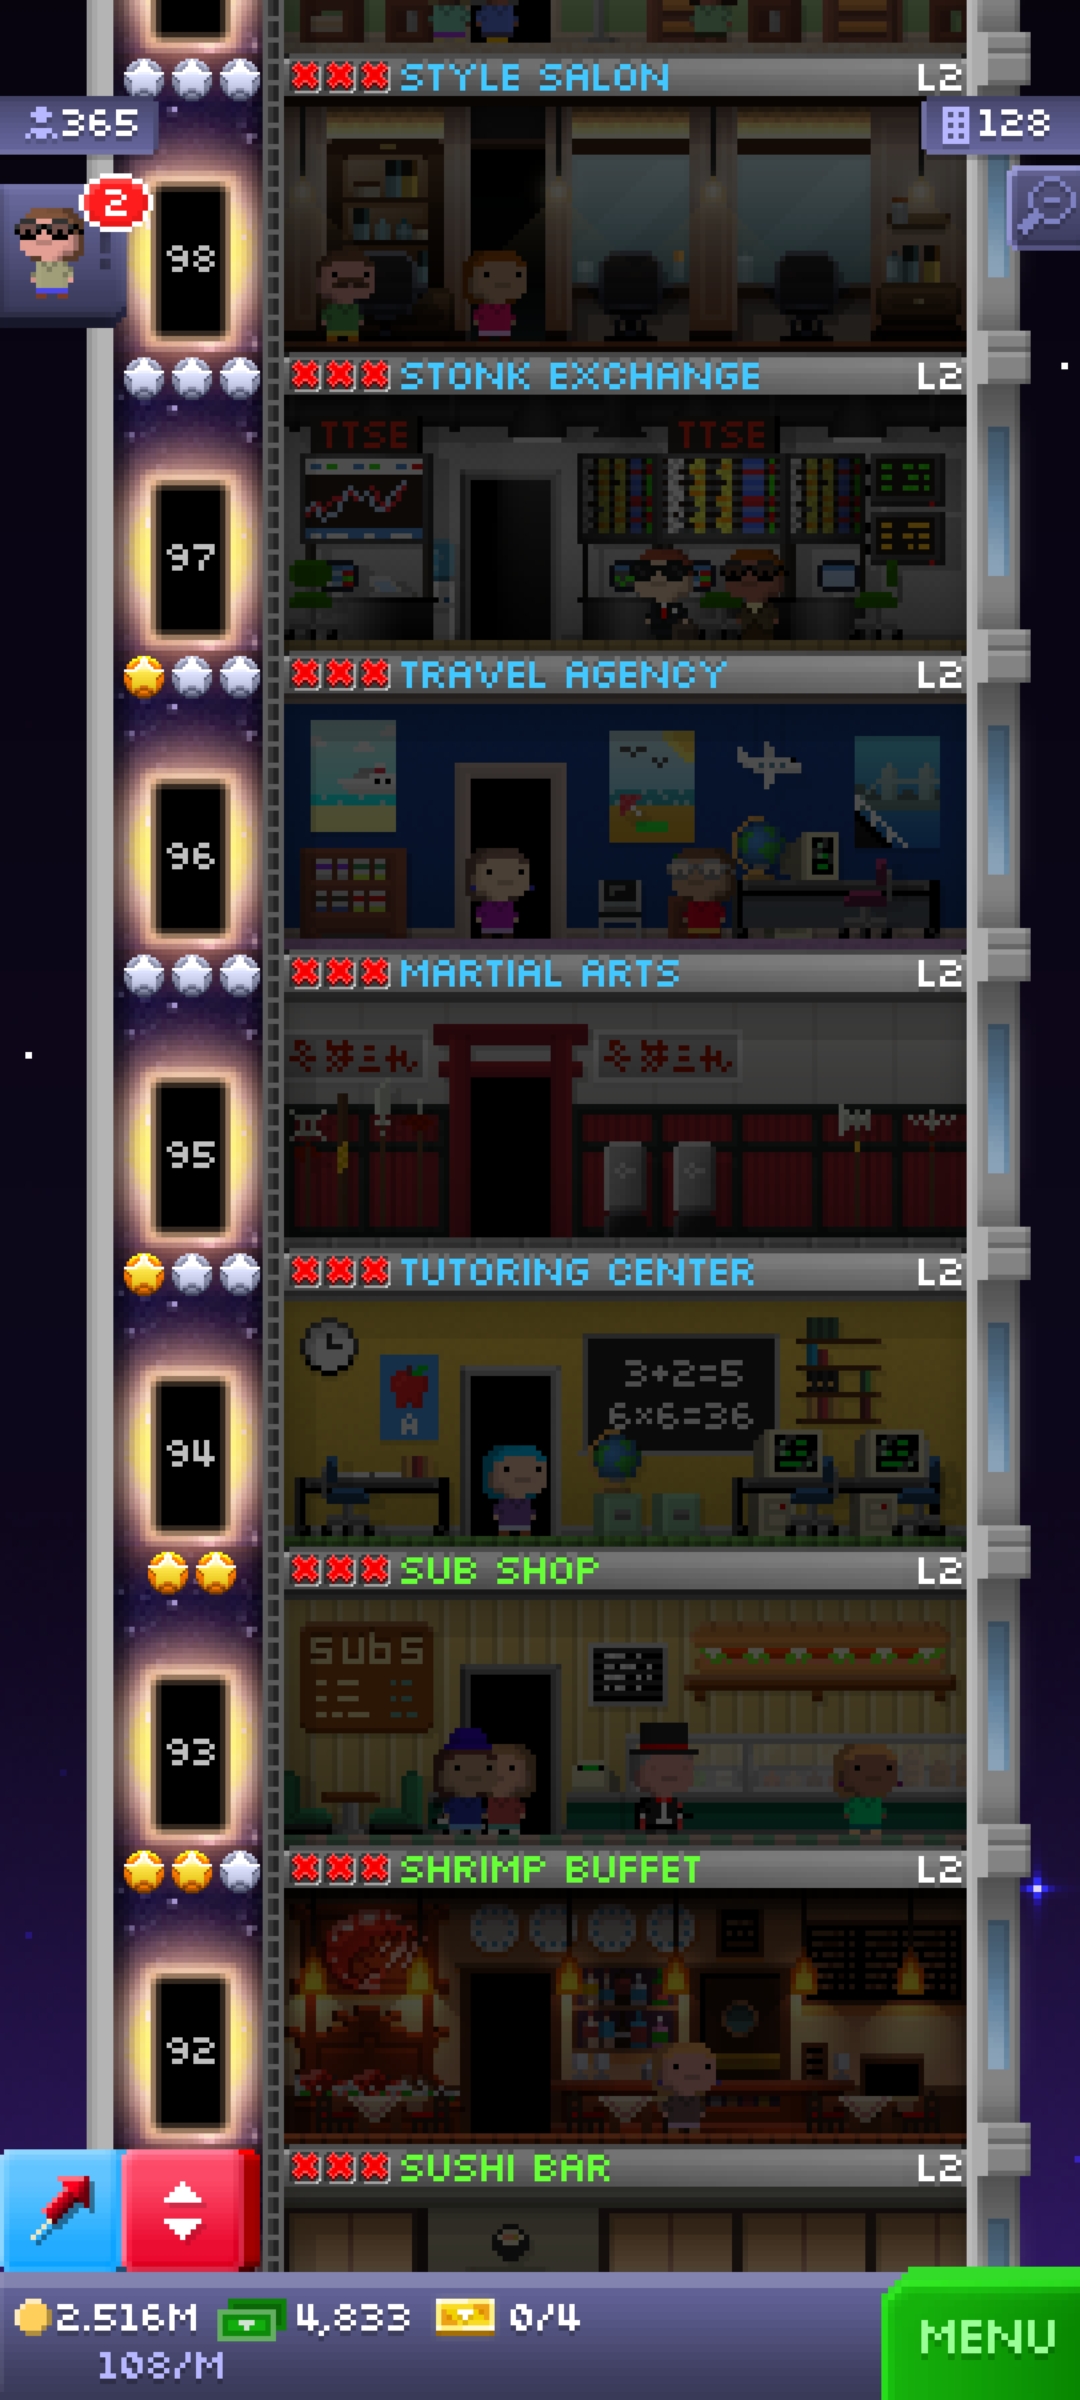 STYLE SALON L2
365
128
2
98
STONK EXCHANGE L2
TTSE TTSE
97
TRAVEL AGENCY L2
96
MARTIAL ARTS L2
95
TUTORING CENTER L2
3+2=5
A
6×6=36
94
SUB SHOP L2
SUBS
93
SHRIMP BUFFET L2
92
SUSHI BAR L2
2.516M 4,833 0/4
108/M
MENU